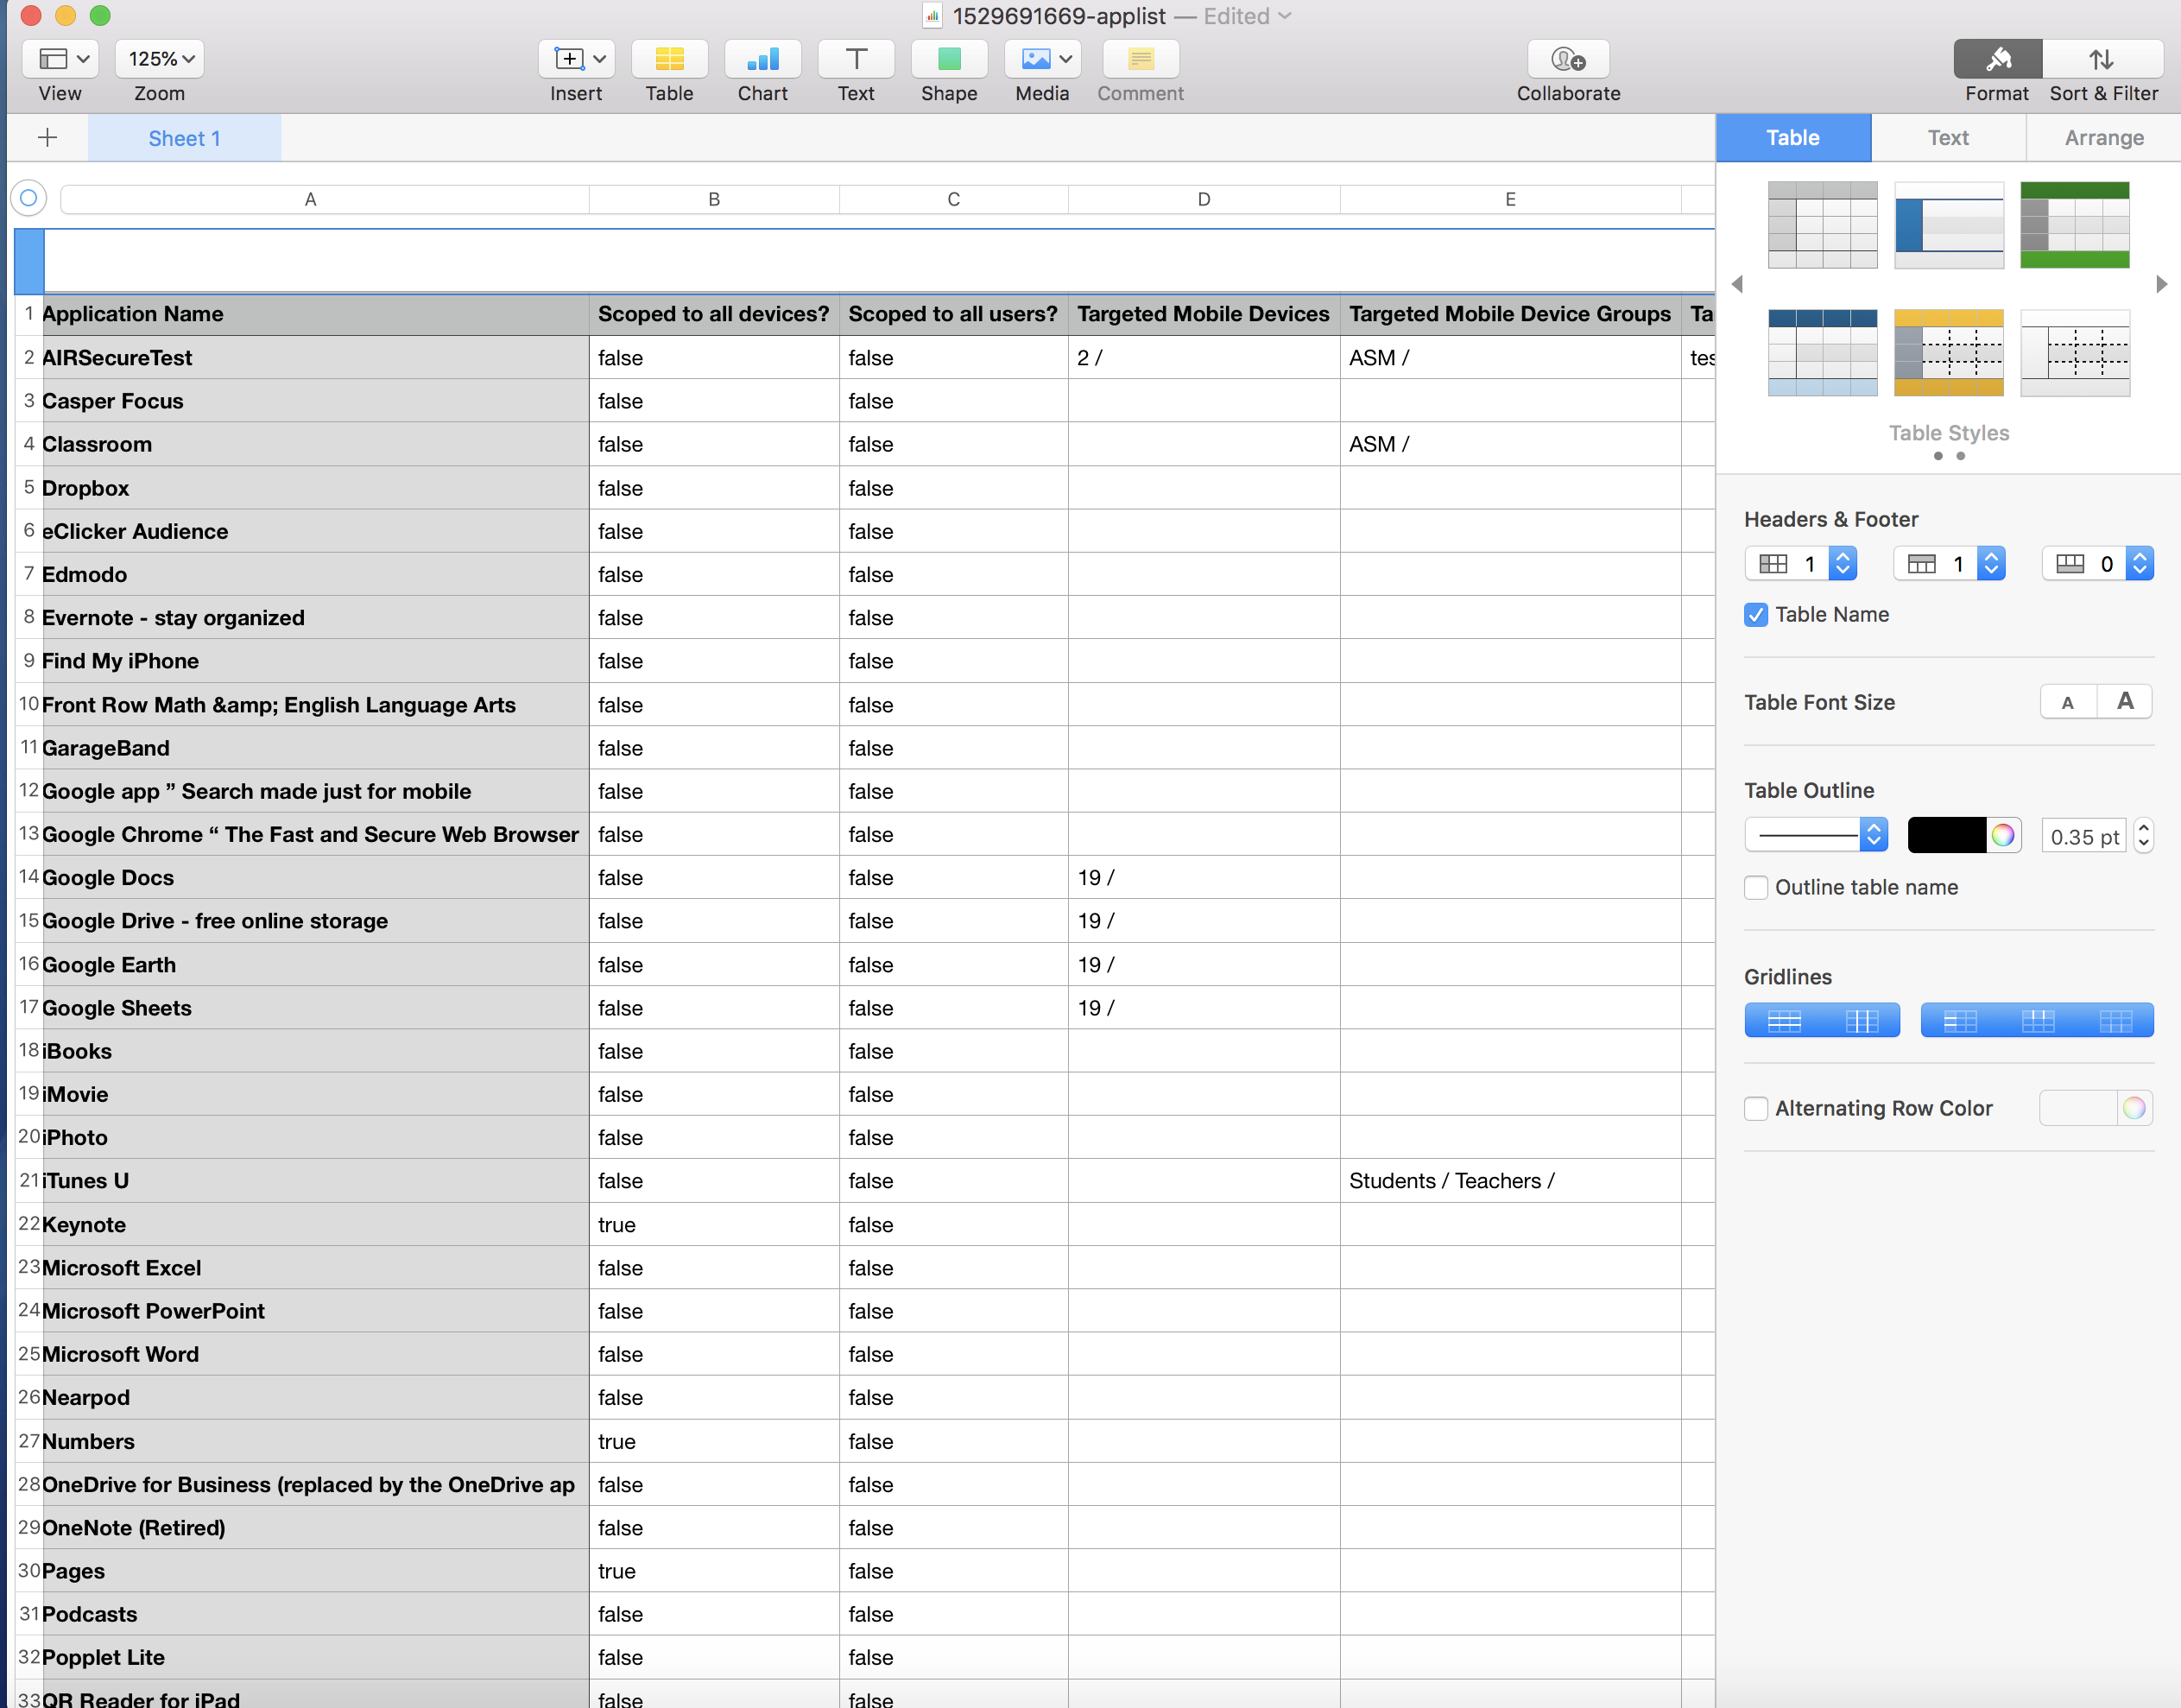 1529691669-applist — Edited
125%
View Zoom Insert Table Chart Text Shape Media Comment Collaborate Format Sort & Filter
+ Sheet 1
Table Text Arrange
A B C D E
1 Application Name Scoped to all devices? Scoped to all users? Targeted Mobile Devices Targeted Mobile Device Groups Ta
2 AIRSecureTest false false 2 / ASM / tes
3 Casper Focus false false
4 Classroom false false ASM /
5 Dropbox false false
6 eClicker Audience false false
7 Edmodo false false
8 Evernote - stay organized false false
9 Find My iPhone false false
10 Front Row Math &amp; English Language Arts false false
11 GarageBand false false
12 Google app ” Search made just for mobile false false
13 Google Chrome “ The Fast and Secure Web Browser false false
14 Google Docs false false 19 /
15 Google Drive - free online storage false false 19 /
16 Google Earth false false 19 /
17 Google Sheets false false 19 /
18 iBooks false false
19 iMovie false false
20 iPhoto false false
21 iTunes U false false Students / Teachers /
22 Keynote true false
23 Microsoft Excel false false
24 Microsoft PowerPoint false false
25 Microsoft Word false false
26 Nearpod false false
27 Numbers true false
28 OneDrive for Business (replaced by the OneDrive ap false false
29 OneNote (Retired) false false
30 Pages true false
31 Podcasts false false
32 Popplet Lite false false
33 QR Reader for iPad false false
Table Styles
Headers & Footer
1 1 0
Table Name
Table Font Size A A
Table Outline
0.35 pt
Outline table name
Gridlines
Alternating Row Color